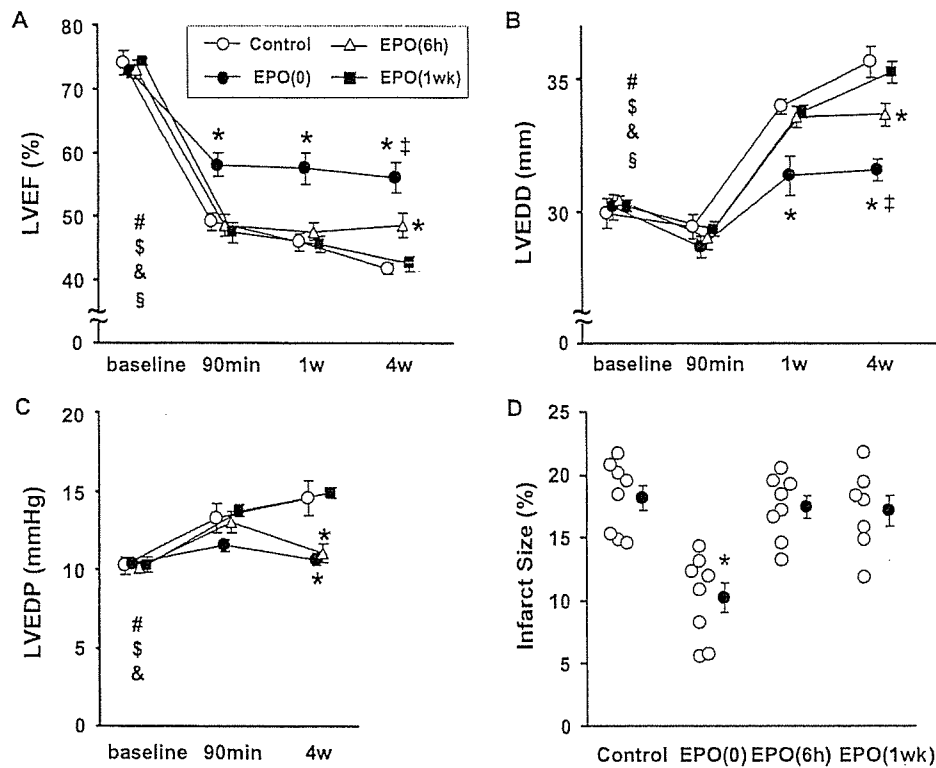 A
80
70
60
50
40
0
LVEF (%)
Control
EPO(6h)
EPO(0)
EPO(1wk)
*
*
* ‡
*
#
$
&
§
baseline 90min 1w 4w
B
35
30
0
LVEDD (mm)
#
$
&
§
*
*
* ‡
baseline 90min 1w 4w
C
20
15
10
5
0
LVEDP (mmHg)
*
*
#
$
&
baseline 90min 4w
D
25
20
15
10
5
0
Infarct Size (%)
*
Control EPO(0) EPO(6h) EPO(1wk)